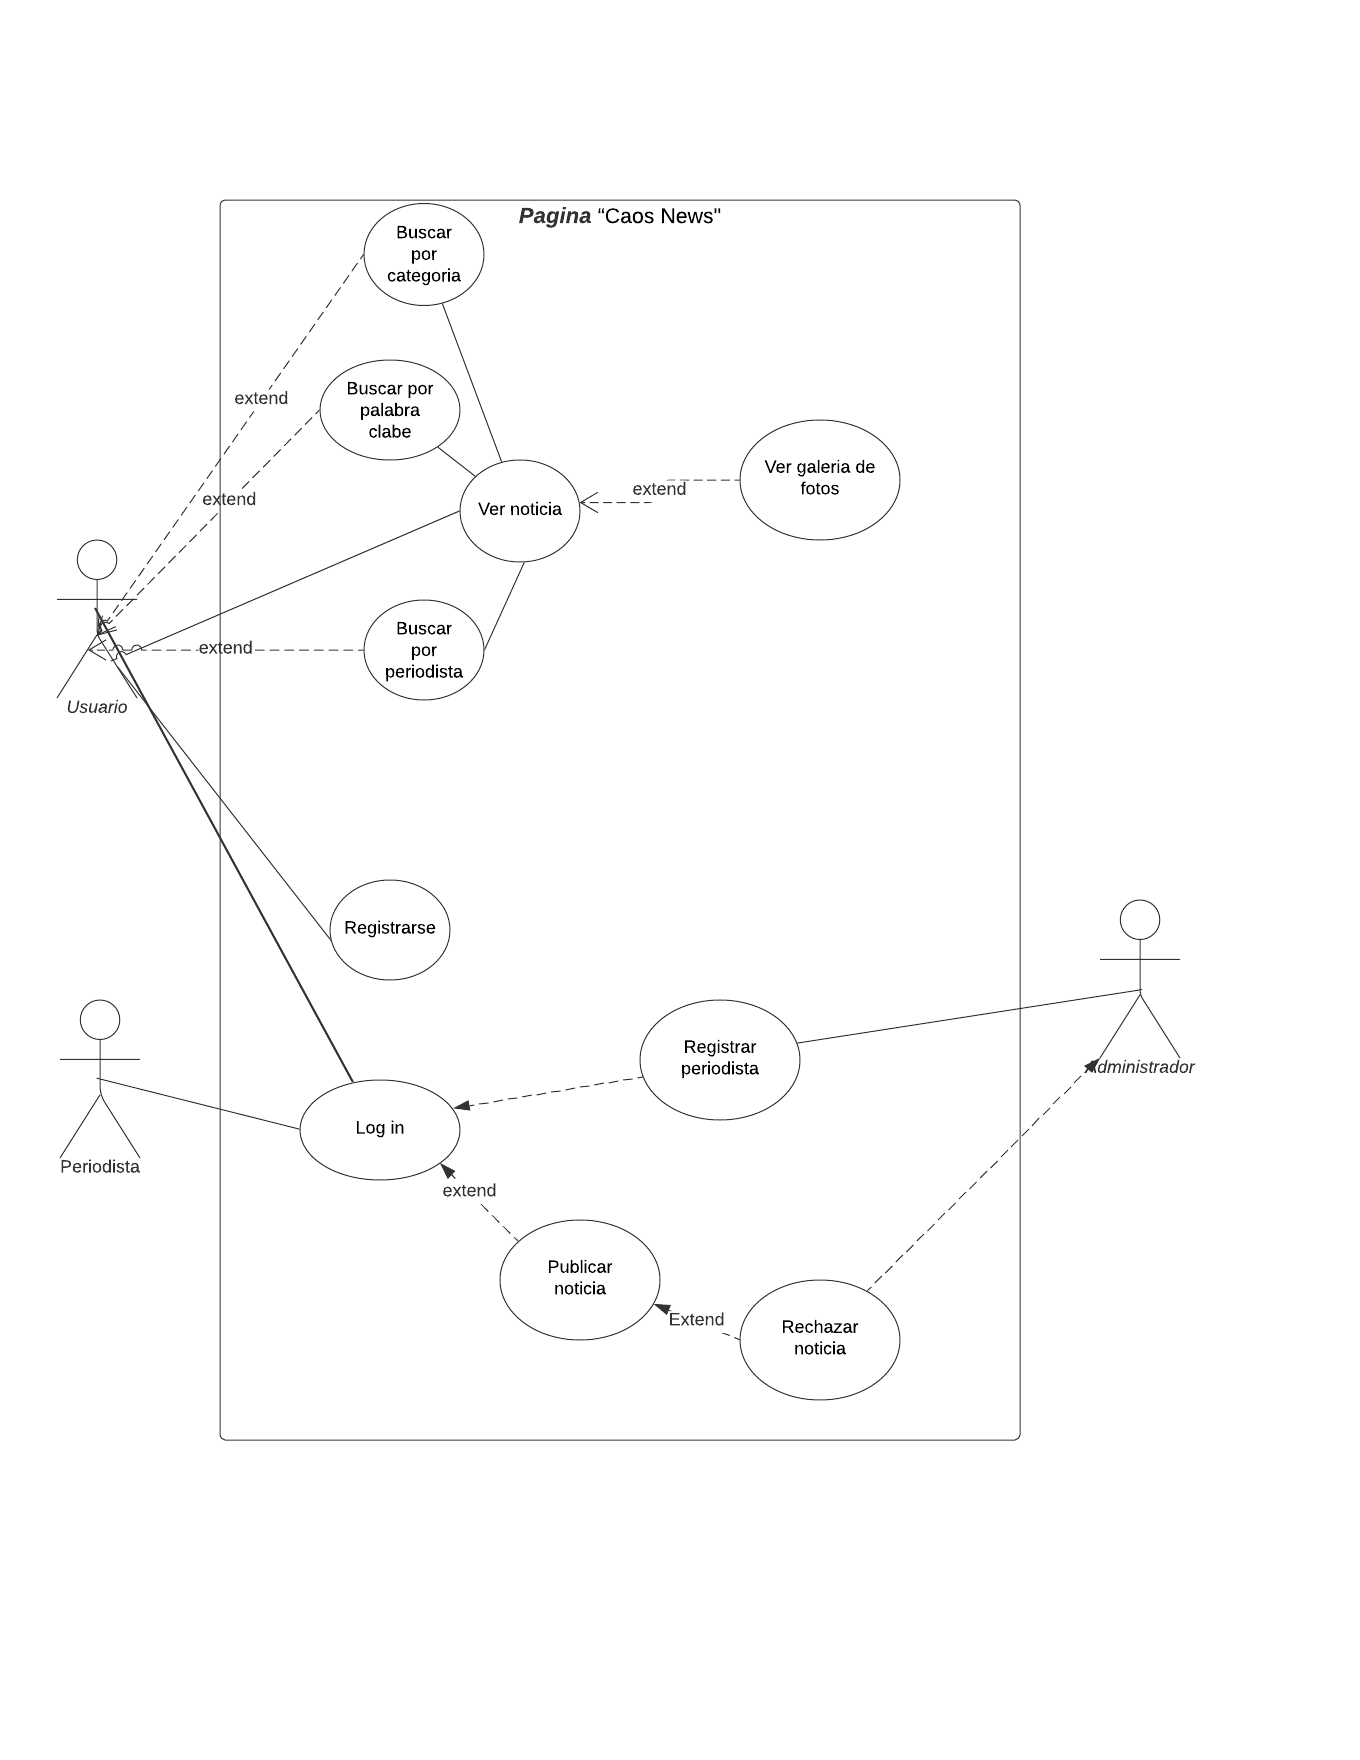 Pagina “Caos News"
Buscar
por
categoria
extend
Buscar por
palabra
clabe
Ver galeria de
fotos
extend
extend
Ver noticia
Buscar
por
periodista
extend
Usuario
Registrarse
Registrar
periodista
Administrador
Log in
Periodista
extend
Publicar
noticia
Extend
Rechazar
noticia